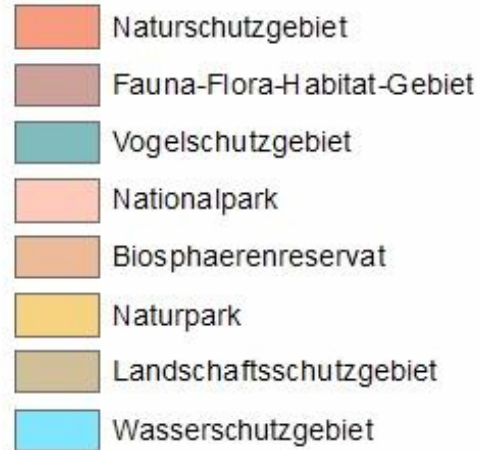 Naturschutzgebiet
Fauna-Flora-Habitat-Gebiet
Vogelschutzgebiet
Nationalpark
Biosphaerenreservat
Naturpark
Landschaftsschutzgebiet
Wasserschutzgebiet